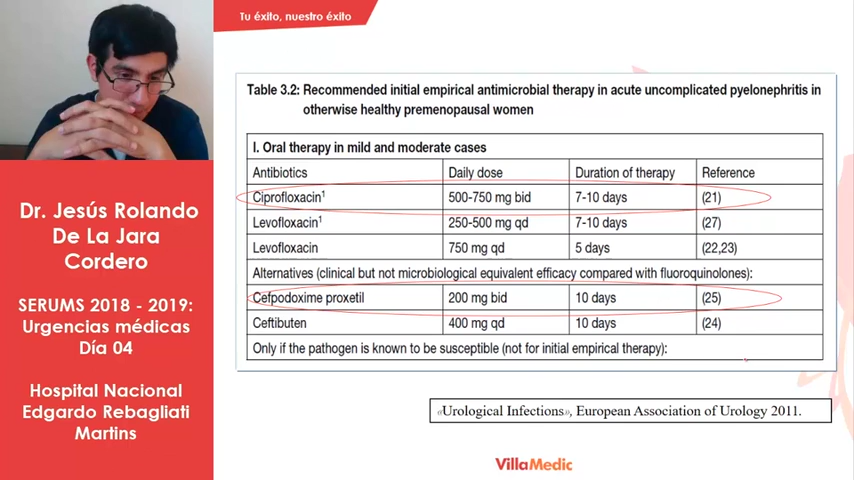 Tu éxito, nuestro éxito
Dr. Jesús Rolando
De La Jara
Cordero
SERUMS 2018 - 2019:
Urgencias médicas
Día 04
Hospital Nacional
Edgardo Rebagliati
Martins
Table 3.2: Recommended initial empirical antimicrobial therapy in acute uncomplicated pyelonephritis in
otherwise healthy premenopausal women
I. Oral therapy in mild and moderate cases
Antibiotics Daily dose Duration of therapy Reference
Ciprofloxacin¹ 500-750 mg bid 7-10 days (21)
Levofloxacin¹ 250-500 mg qd 7-10 days (27)
Levofloxacin 750 mg qd 5 days (22,23)
Alternatives (clinical but not microbiological equivalent efficacy compared with fluoroquinolones):
Cefpodoxime proxetil 200 mg bid 10 days (25)
Ceftibuten 400 mg qd 10 days (24)
Only if the pathogen is known to be susceptible (not for initial empirical therapy):
«Urological Infections», European Association of Urology 2011.
VillaMedic